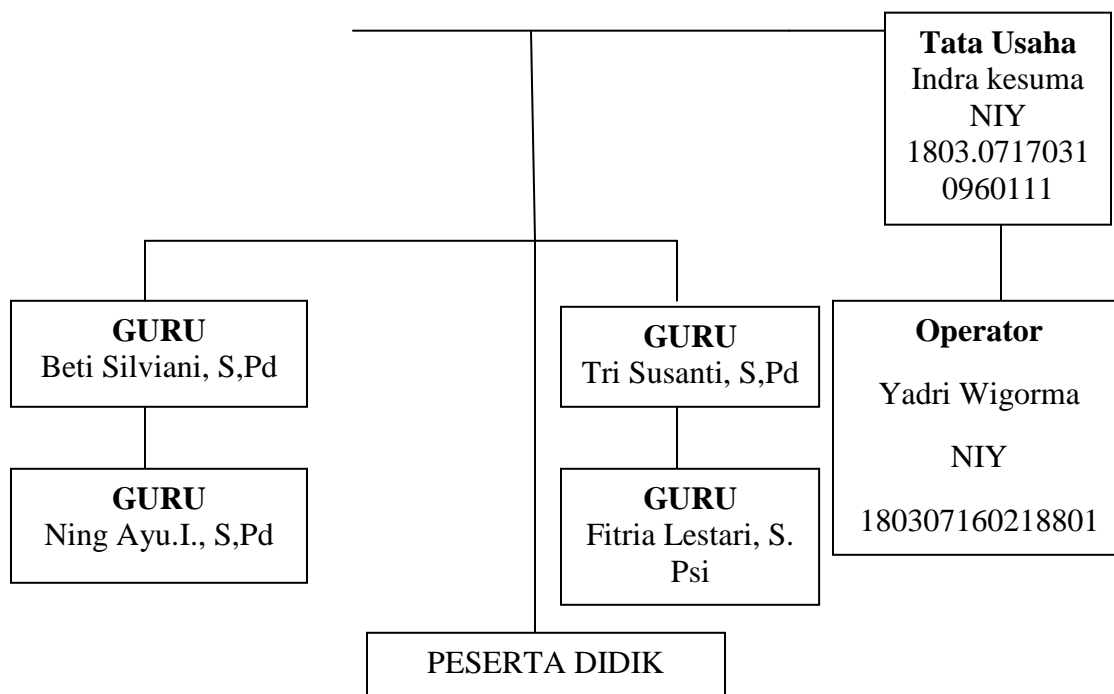 Tata Usaha
Indra kesuma
NIY
1803.0717031
0960111
GURU
Beti Silviani, S,Pd
GURU
Tri Susanti, S,Pd
Operator
Yadri Wigorma
NIY
180307160218801
GURU
Ning Ayu.I., S,Pd
GURU
Fitria Lestari, S.
Psi
PESERTA DIDIK